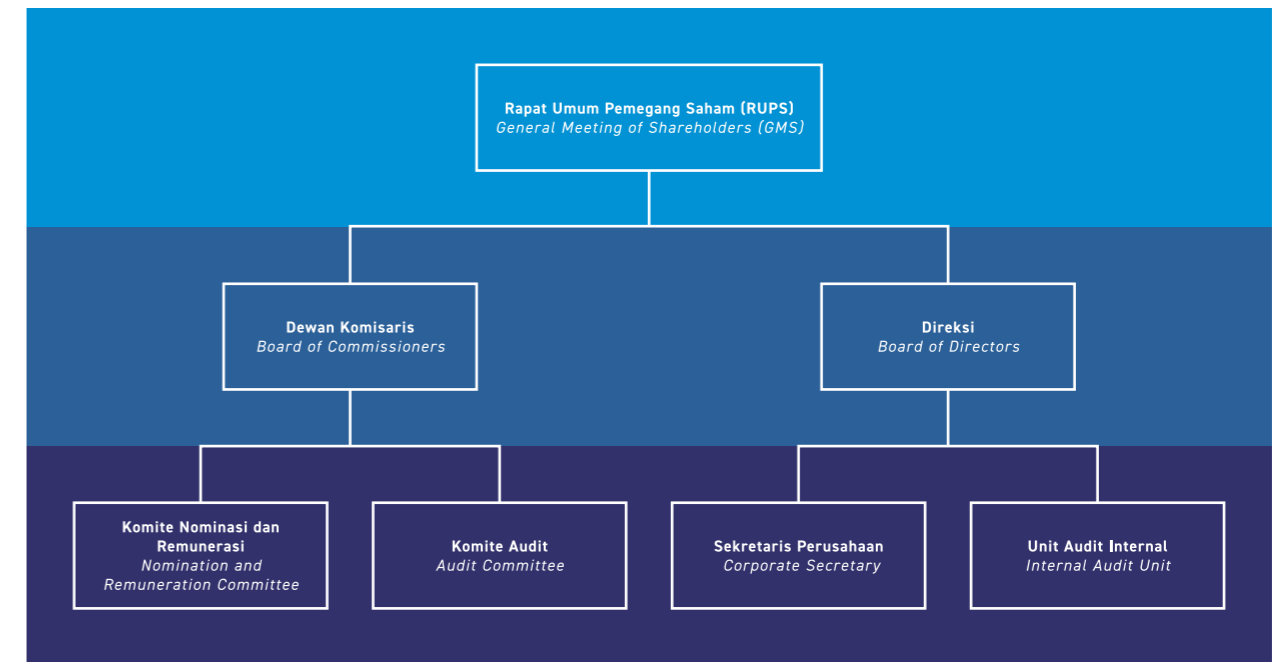 Rapat Umum Pemegang Saham (RUPS)
General Meeting of Shareholders (GMS)
Dewan Komisaris
Board of Commissioners
Direksi
Board of Directors
Komite Nominasi dan
Remunerasi
Nomination and
Remuneration Committee
Komite Audit
Audit Committee
Sekretaris Perusahaan
Corporate Secretary
Unit Audit Internal
Internal Audit Unit